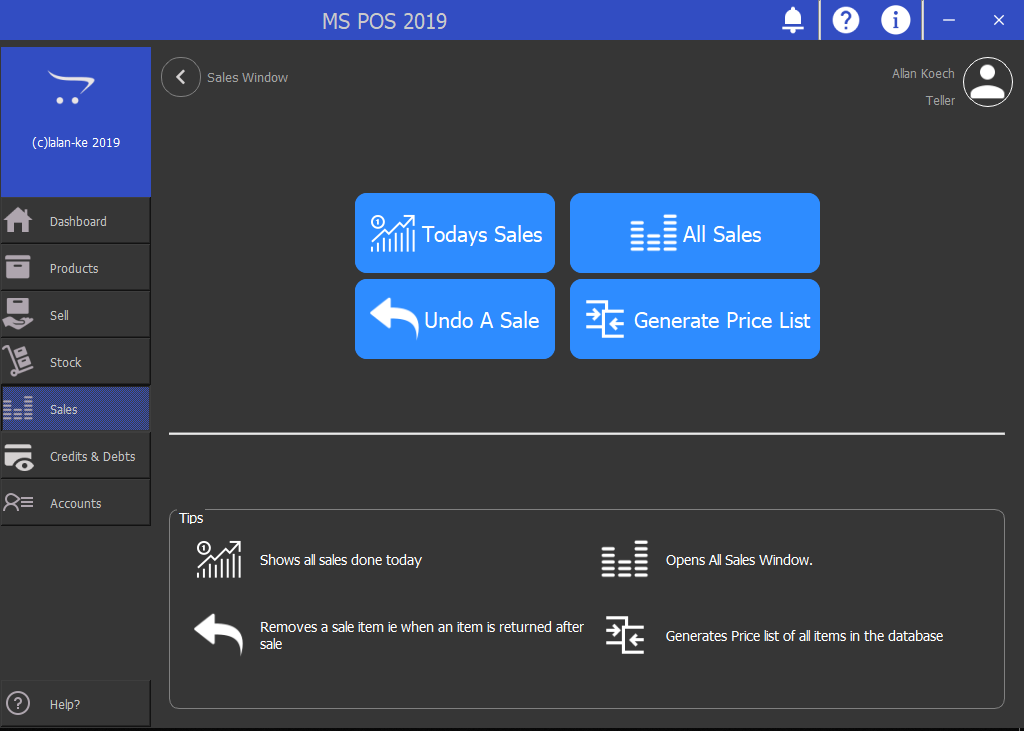 MS POS 2019
(c)lalan-ke 2019
Dashboard
Products
Sell
Stock
Sales
Credits & Debts
Accounts
Help?
Sales Window
Allan Koech
Teller
Todays Sales
All Sales
Undo A Sale
Generate Price List
Tips
Shows all sales done today
Opens All Sales Window.
Removes a sale item ie when an item is returned after
sale
Generates Price list of all items in the database